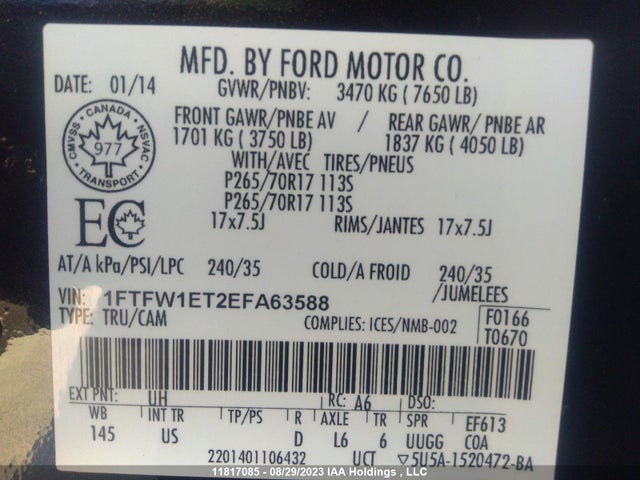 MFD. BY FORD MOTOR CO.
DATE: 01/14
GVWR/PNBV: 3470 KG ( 7650 LB)
FRONT GAWR/PNBE AV / REAR GAWR/ PNBE AR
1701 KG ( 3750 LB) 1837 KG ( 4050 LB)
WITH/AVEC TIRES/PNEUS
P265/70R17 113S
P265/70R17 113S
17x7.5J RIMS/JANTES 17x7.5J
CANADA
CMVSS
NSVAC
977
TRANSPORT
EC
AT/A kPa/PSI/LPC 240/35 COLD/A FROID 240/35
/JUMELEES
VIN: 1FTFW1ET2EFA63588
TYPE: TRU/CAM COMPLIES: ICES/NMB-002
F0166
T0670
EXT PNT: UH RC: A6 DSO:
WB INT TR TP/PS R AXLE TR SPR EF613
145 US D L6 6 UUGG COA
2201401106432 UCT ▽5U5A-1520472-BA
11817085 - 08/29/2023 IAA Holdings , LLC